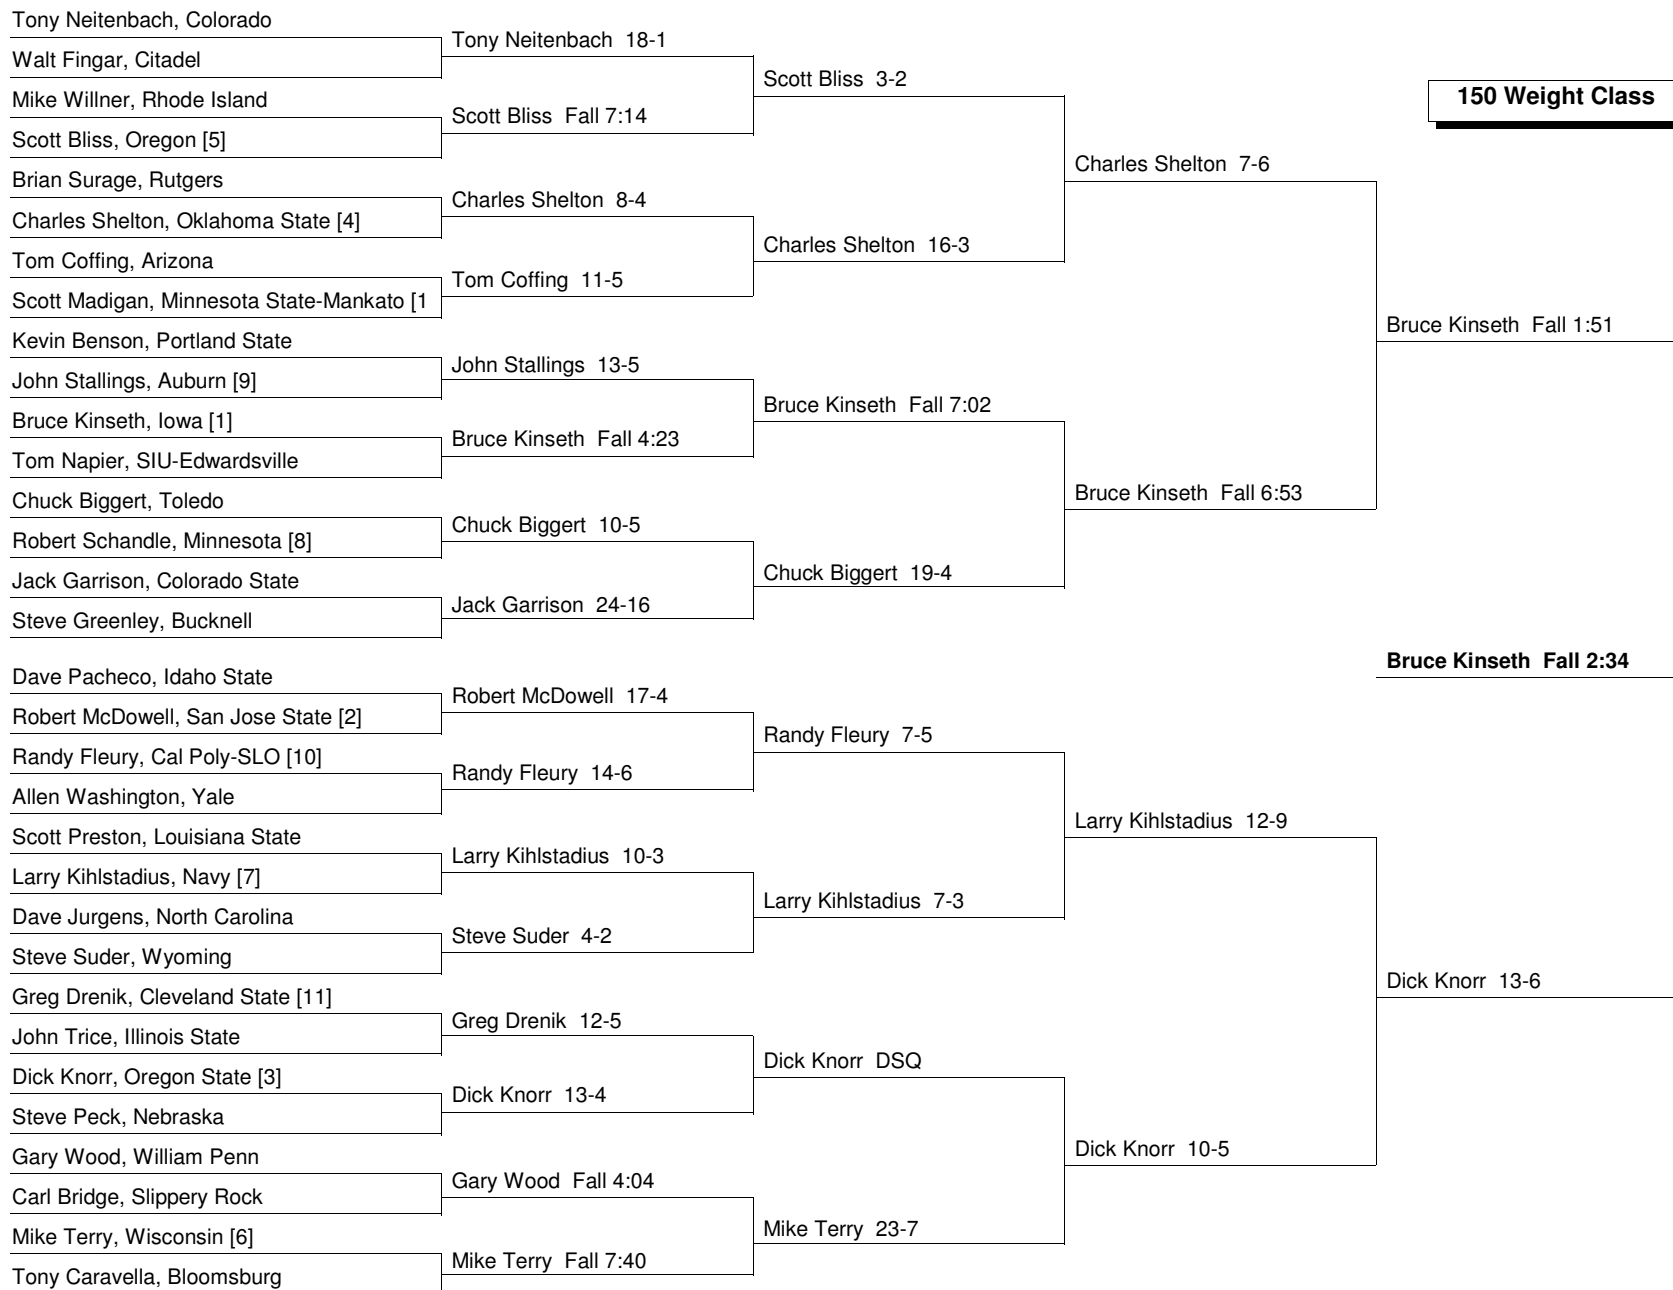 Tony Neitenbach, Colorado
Walt Fingar, Citadel
Mike Willner, Rhode Island
Scott Bliss, Oregon [5]
Brian Surage, Rutgers
Charles Shelton, Oklahoma State [4]
Tom Coffing, Arizona
Scott Madigan, Minnesota State-Mankato [1
Kevin Benson, Portland State
John Stallings, Auburn [9]
Bruce Kinseth, Iowa [1]
Tom Napier, SIU-Edwardsville
Chuck Biggert, Toledo
Robert Schandle, Minnesota [8]
Jack Garrison, Colorado State
Steve Greenley, Bucknell
Dave Pacheco, Idaho State
Robert McDowell, San Jose State [2]
Randy Fleury, Cal Poly-SLO [10]
Allen Washington, Yale
Scott Preston, Louisiana State
Larry Kihlstadius, Navy [7]
Dave Jurgens, North Carolina
Steve Suder, Wyoming
Greg Drenik, Cleveland State [11]
John Trice, Illinois State
Dick Knorr, Oregon State [3]
Steve Peck, Nebraska
Gary Wood, William Penn
Carl Bridge, Slippery Rock
Mike Terry, Wisconsin [6]
Tony Caravella, Bloomsburg
Tony Neitenbach 18-1
Scott Bliss Fall 7:14
Charles Shelton 8-4
Tom Coffing 11-5
John Stallings 13-5
Bruce Kinseth Fall 4:23
Chuck Biggert 10-5
Jack Garrison 24-16
Robert McDowell 17-4
Randy Fleury 14-6
Larry Kihlstadius 10-3
Steve Suder 4-2
Greg Drenik 12-5
Dick Knorr 13-4
Gary Wood Fall 4:04
Mike Terry Fall 7:40
Scott Bliss 3-2
Charles Shelton 16-3
Bruce Kinseth Fall 7:02
Chuck Biggert 19-4
Randy Fleury 7-5
Larry Kihlstadius 7-3
Dick Knorr DSQ
Mike Terry 23-7
Charles Shelton 7-6
Bruce Kinseth Fall 6:53
Larry Kihlstadius 12-9
Dick Knorr 10-5
150 Weight Class
Bruce Kinseth Fall 1:51
Bruce Kinseth Fall 2:34
Dick Knorr 13-6